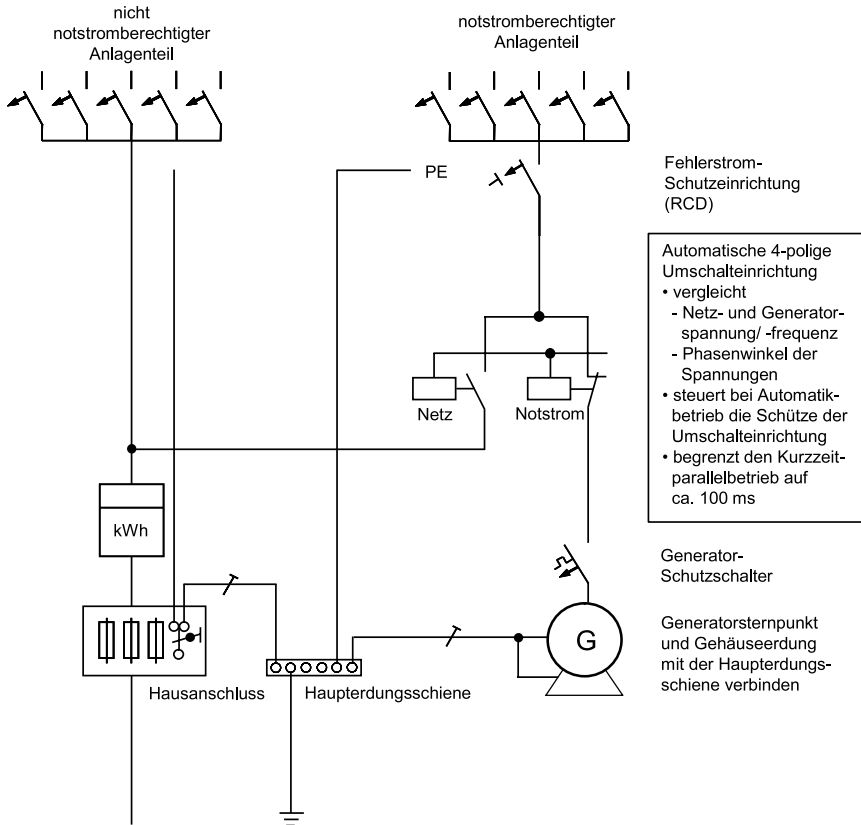 nicht
notstromberechtigter
Anlagenteil
notstromberechtigter
Anlagenteil
PE
Fehlerstrom-
Schutzeinrichtung
(RCD)
Automatische 4-polige
Umschalteinrichtung
• vergleicht
- Netz- und Generator-
spannung/ -frequenz
- Phasenwinkel der
Spannungen
• steuert bei Automatik-
betrieb die Schütze der
Umschalteinrichtung
• begrenzt den Kurzzeit-
parallelbetrieb auf
ca. 100 ms
Netz
Notstrom
kWh
Generator-
Schutzschalter
G
Generatorsternpunkt
und Gehäuseerdung
mit der Haupterdungs-
schiene verbinden
Hausanschluss
Haupterdungsschiene